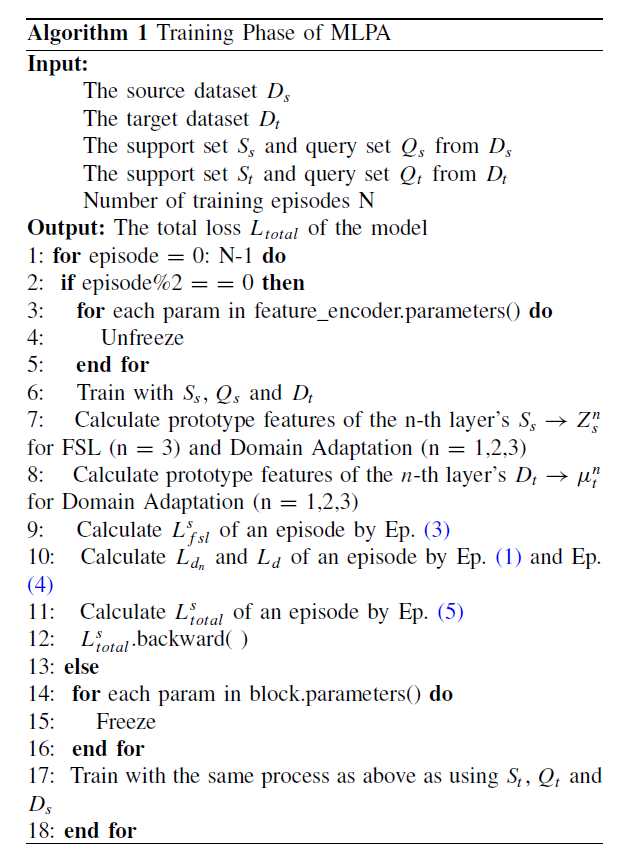 Algorithm 1 Training Phase of MLPA
Input:
The source dataset D_s
The target dataset D_t
The support set S_s and query set Q_s from D_s
The support set S_t and query set Q_t from D_t
Number of training episodes N
Output: The total loss L_{total} of the model
1: for episode = 0: N-1 do
2: if episode%2 = = 0 then
3: for each param in feature_encoder.parameters() do
4: Unfreeze
5: end for
6: Train with S_s, Q_s and D_t
7: Calculate prototype features of the n-th layer's S_s → Z_s^n
for FSL (n = 3) and Domain Adaptation (n = 1,2,3)
8: Calculate prototype features of the n-th layer's D_t → μ_t^n
for Domain Adaptation (n = 1,2,3)
9: Calculate L_{fsl}^s of an episode by Ep. (3)
10: Calculate L_{d_n} and L_d of an episode by Ep. (1) and Ep.
(4)
11: Calculate L_{total}^s of an episode by Ep. (5)
12: L_{total}^s.backward( )
13: else
14: for each param in block.parameters() do
15: Freeze
16: end for
17: Train with the same process as above as using S_t, Q_t and
D_s
18: end for